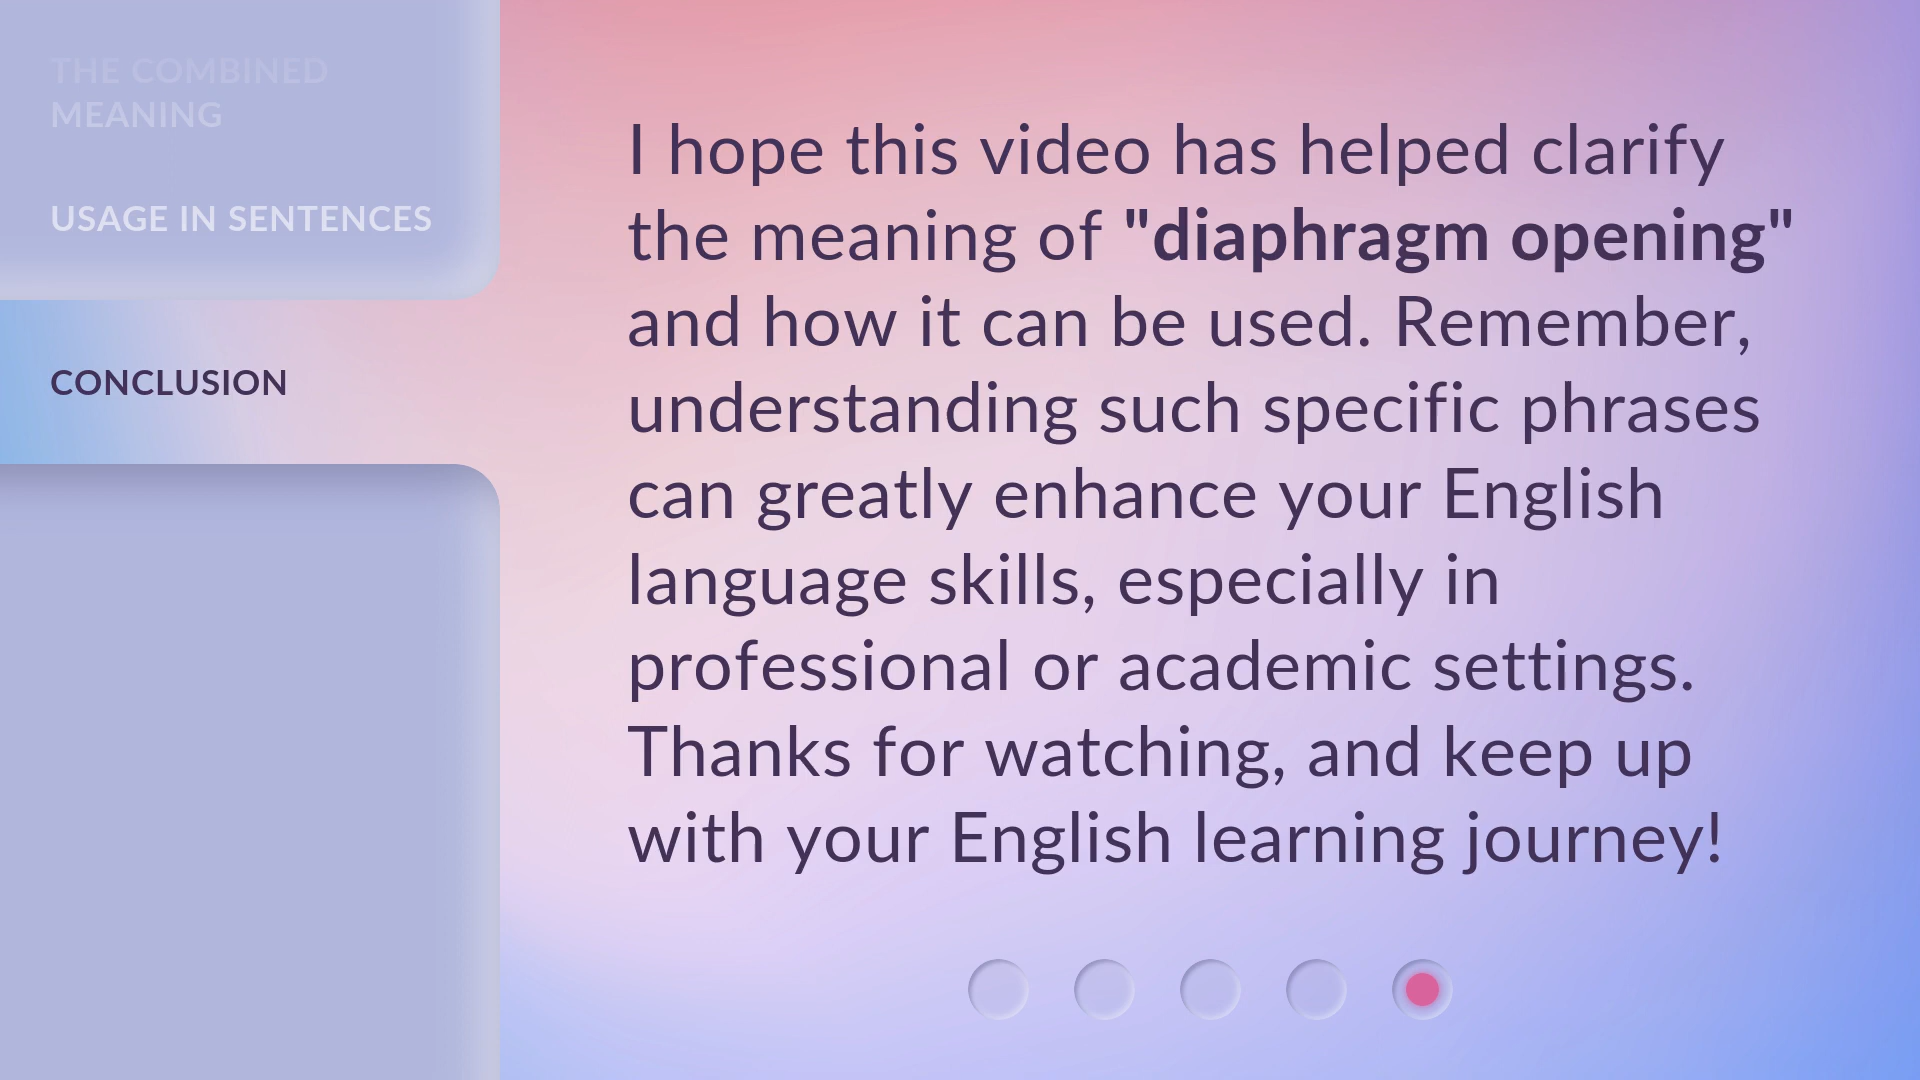 THE COMBINED
MEANING
USAGE IN SENTENCES
CONCLUSION
I hope this video has helped clarify
the meaning of "diaphragm opening"
and how it can be used. Remember,
understanding such specific phrases
can greatly enhance your English
language skills, especially in
professional or academic settings.
Thanks for watching, and keep up
with your English learning journey!